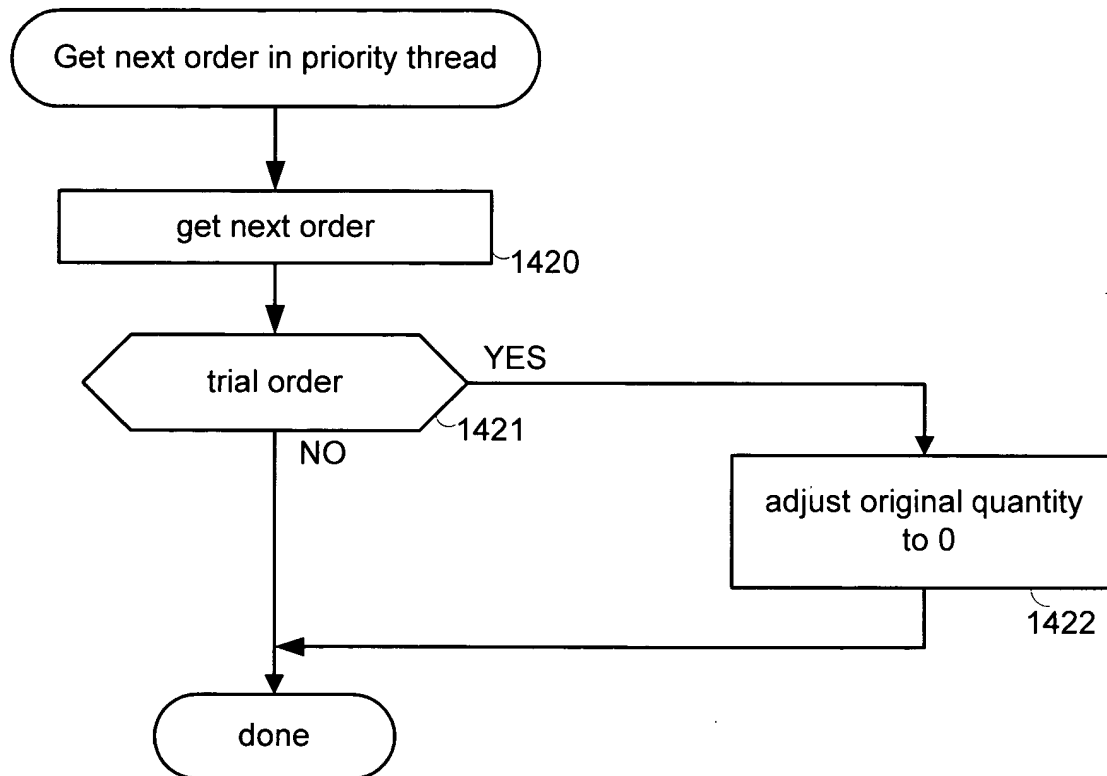 Get next order in priority thread
get next order
1420
trial order
YES
1421
NO
adjust original quantity
to 0
1422
done